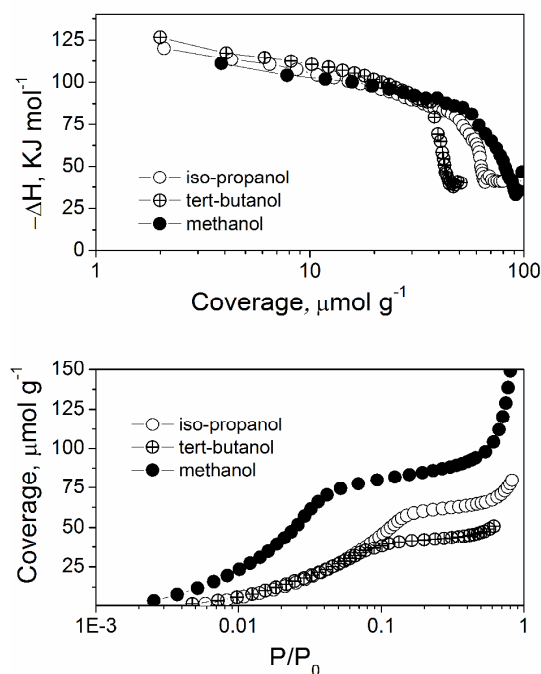 125
100
75
50
25
0
−ΔH, KJ mol⁻¹
iso-propanol
tert-butanol
methanol
1
10
100
Coverage, μmol g⁻¹
150
125
100
75
50
25
Coverage, μmol g⁻¹
iso-propanol
tert-butanol
methanol
1E-3
0.01
0.1
1
P/P₀